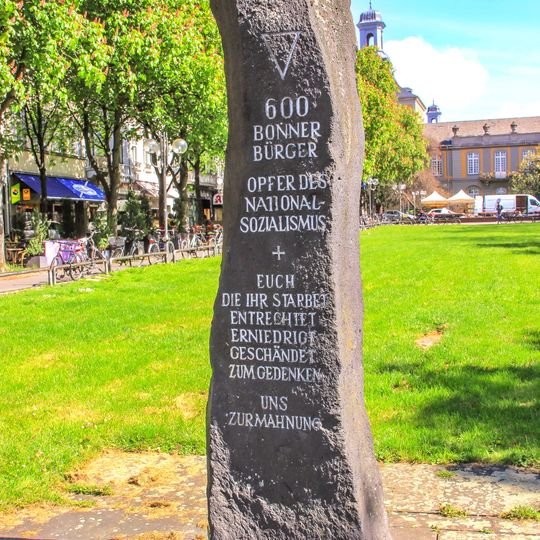 600
BONNER
BÜRGER
OPFER DES
NATIONAL-
SOZIALISMUS
+
EUCH
DIE IHR STARBET
ENTRECHTET
ERNIEDRIGT
GESCHÄNDET
ZUM GEDENKEN
UNS
ZUR MAHNUNG